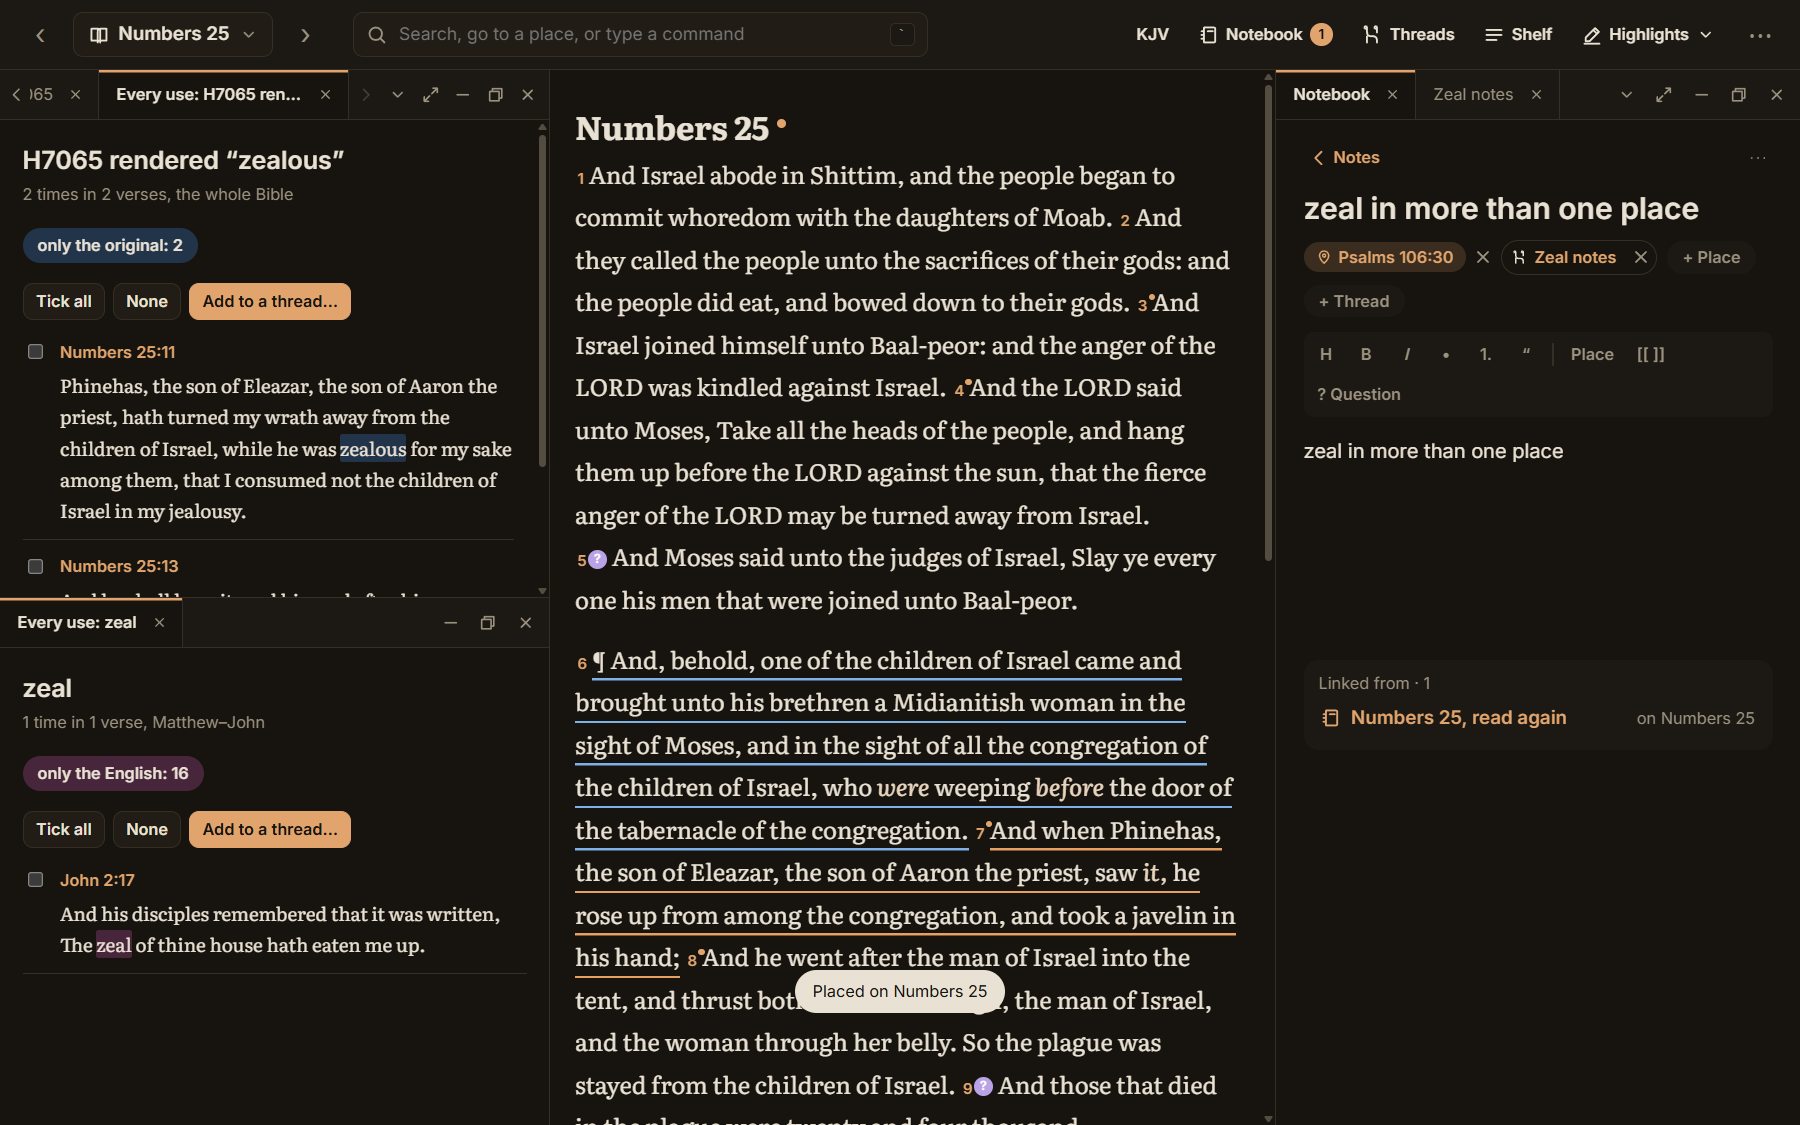 Numbers 25
Search, go to a place, or type a command
`
KJV
Notebook 1
Threads
Shelf
Highlights
065
Every use: H7065 ren...
H7065 rendered “zealous”
2 times in 2 verses, the whole Bible
only the original: 2
Tick all
None
Add to a thread...
Numbers 25:11
Phinehas, the son of Eleazar, the son of Aaron the
priest, hath turned my wrath away from the
children of Israel, while he was zealous for my sake
among them, that I consumed not the children of
Israel in my jealousy.
Numbers 25:13
Every use: zeal
zeal
1 time in 1 verse, Matthew–John
only the English: 16
Tick all
None
Add to a thread...
John 2:17
And his disciples remembered that it was written,
The zeal of thine house hath eaten me up.
Numbers 25
1 And Israel abode in Shittim, and the people began to
commit whoredom with the daughters of Moab. 2 And
they called the people unto the sacrifices of their gods: and
the people did eat, and bowed down to their gods. 3 And
Israel joined himself unto Baal-peor: and the anger of the
LORD was kindled against Israel. 4 And the LORD said
unto Moses, Take all the heads of the people, and hang
them up before the LORD against the sun, that the fierce
anger of the LORD may be turned away from Israel.
5 ? And Moses said unto the judges of Israel, Slay ye every
one his men that were joined unto Baal-peor.
6 ¶ And, behold, one of the children of Israel came and
brought unto his brethren a Midianitish woman in the
sight of Moses, and in the sight of all the congregation of
the children of Israel, who were weeping before the door of
the tabernacle of the congregation. 7 And when Phinehas,
the son of Eleazar, the son of Aaron the priest, saw it, he
rose up from among the congregation, and took a javelin in
his hand; 8 And he went after the man of Israel into the
tent, and thrust , the man of Israel,
Placed on Numbers 25
and the woman through her belly. So the plague was
stayed from the children of Israel. 9 ? And those that died
in the plague were twenty and four thousand.
Notebook
Zeal notes
Notes
zeal in more than one place
Psalms 106:30
Zeal notes
+ Place
+ Thread
H B I • 1. “ Place [[ ]]
? Question
zeal in more than one place
Linked from · 1
Numbers 25, read again
on Numbers 25